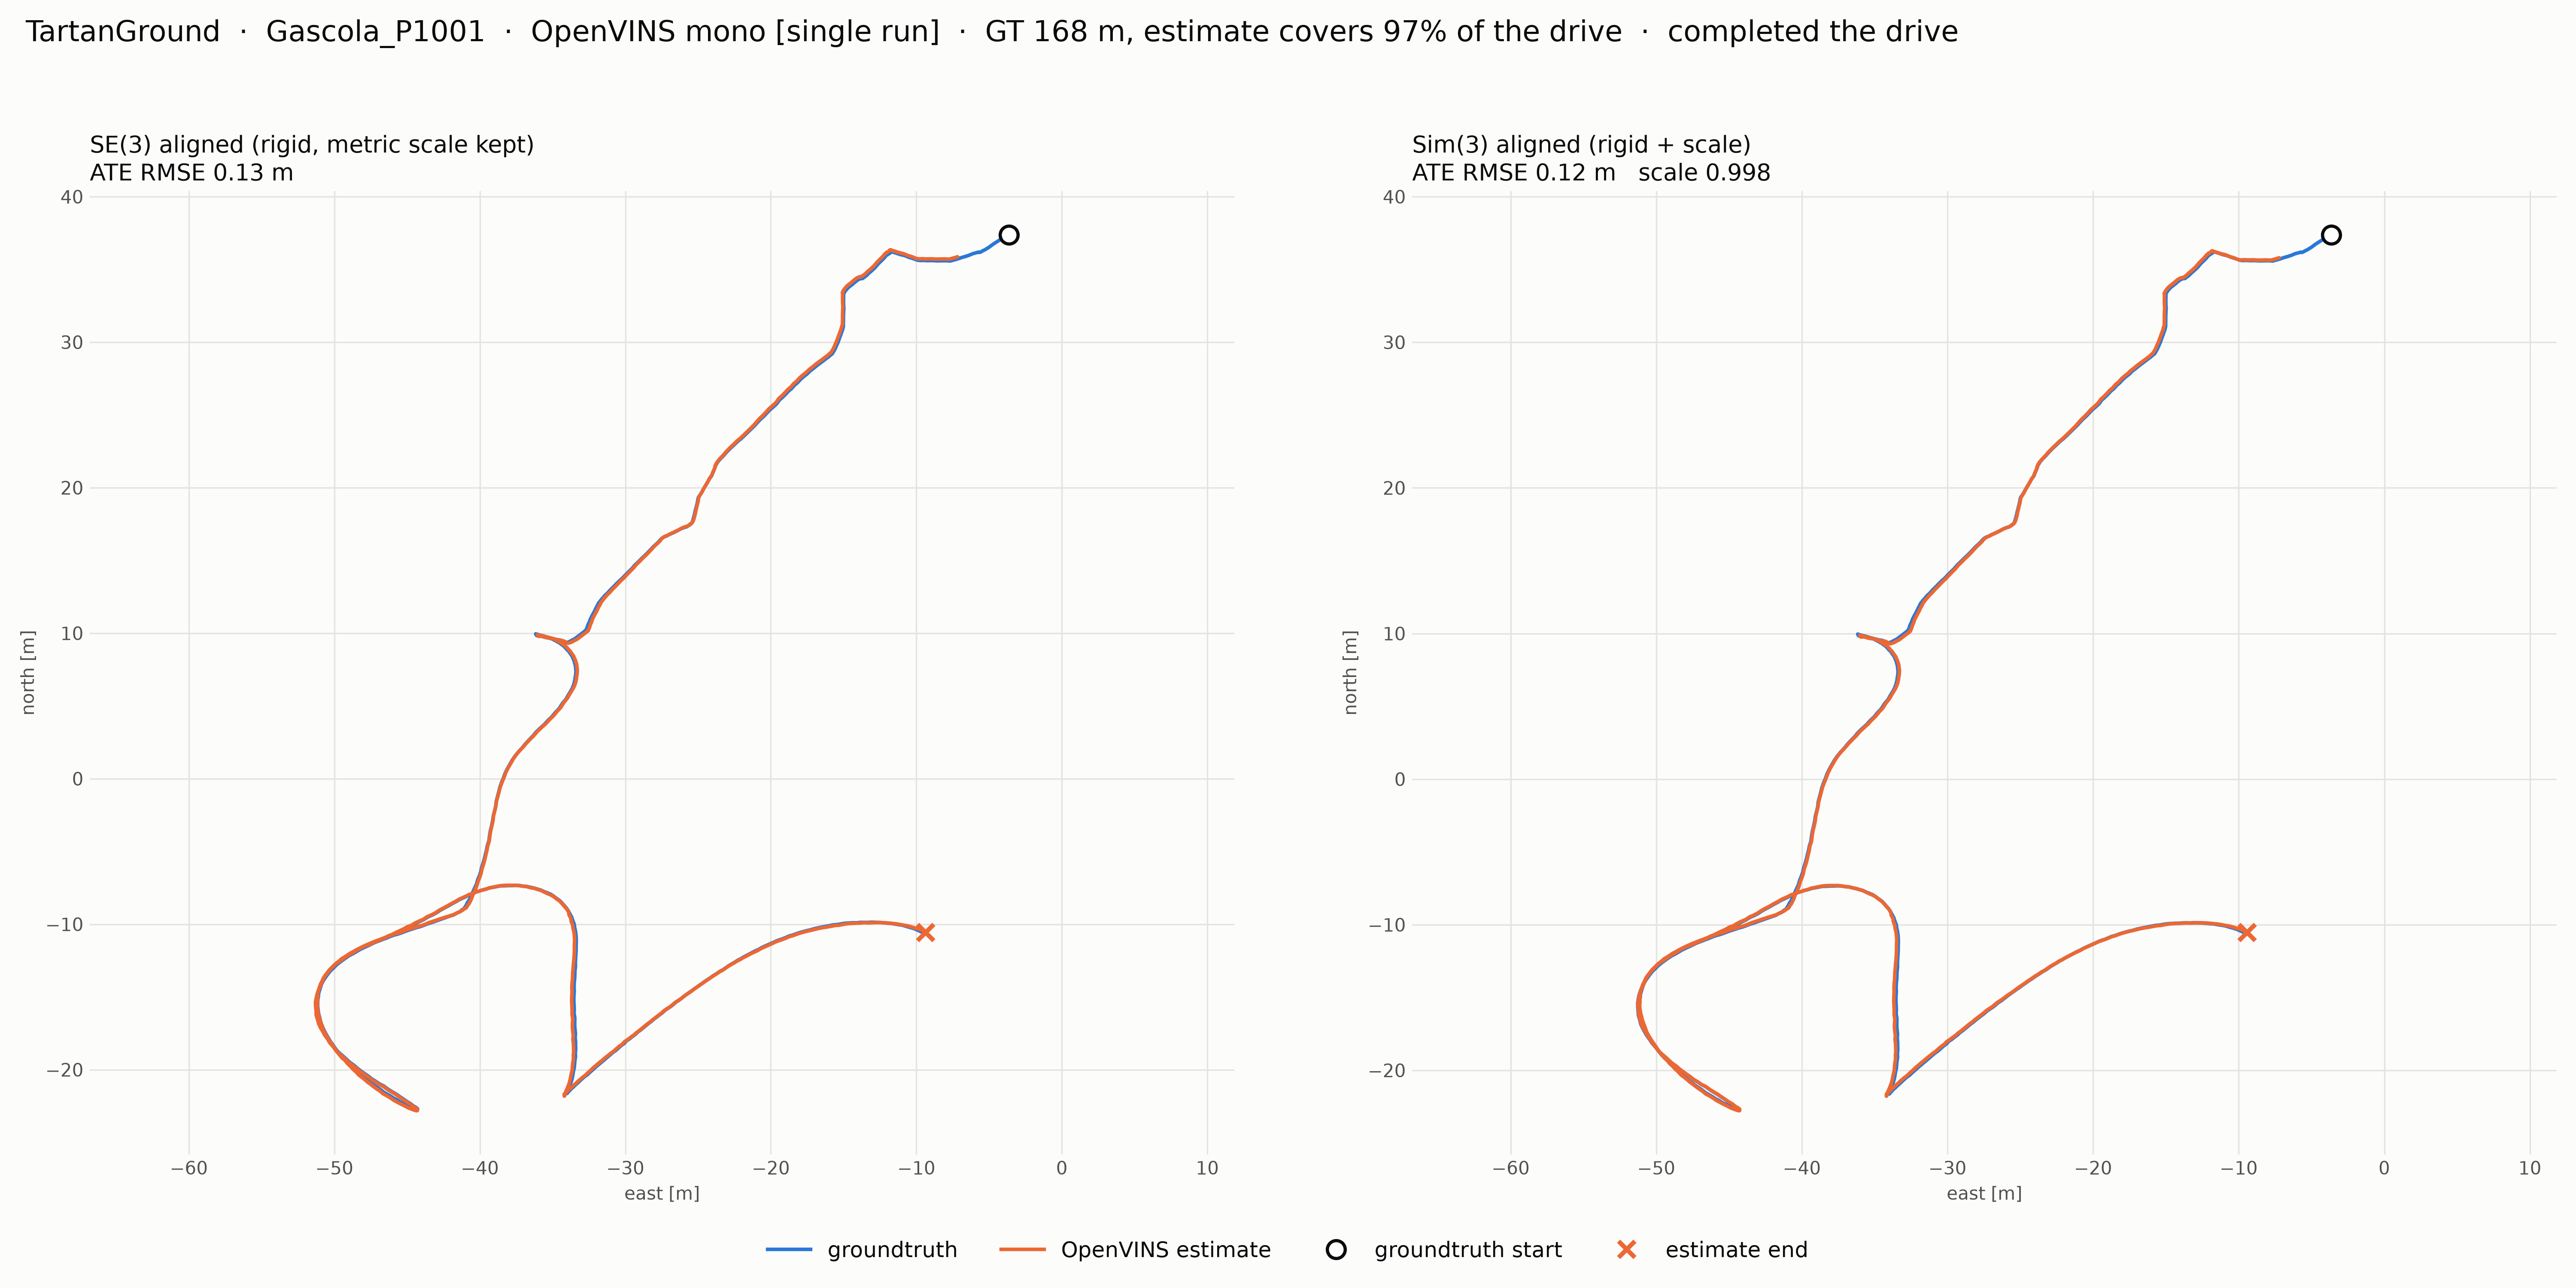 TartanGround · Gascola_P1001 · OpenVINS mono [single run] · GT 168 m, estimate covers 97% of the drive · completed the drive
SE(3) aligned (rigid, metric scale kept)
ATE RMSE 0.13 m
40
30
20
10
0
−10
−20
north [m]
−60
−50
−40
−30
−20
−10
0
10
east [m]
Sim(3) aligned (rigid + scale)
ATE RMSE 0.12 m scale 0.998
40
30
20
10
0
−10
−20
north [m]
−60
−50
−40
−30
−20
−10
0
10
east [m]
groundtruth
OpenVINS estimate
groundtruth start
estimate end